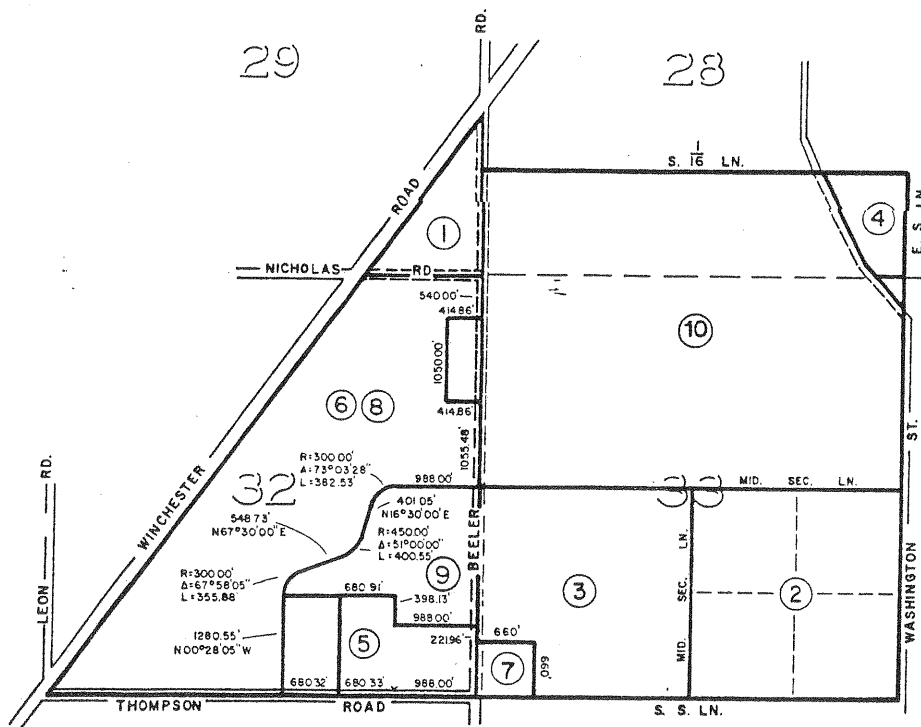 RD.
29
28
S. 1/16 LN.
ROAD
①
④
E. S. LN.
NICHOLAS RD.
540.00'
414.86'
1050.00'
414.86'
⑩
⑥ ⑧
1055.48'
R=300.00'
Δ=73°03'28"
L=382.53'
988.00'
WINCHESTER
32
33
MID. SEC. LN.
ST.
RD.
401.05'
N16°30'00"E
548.73'
N67°30'00"E
R=450.00'
Δ=51°00'00"
L=400.55'
BEELER
LN.
⑨
R=300.00'
Δ=67°58'05"
L=355.88'
③
SEC.
②
680.91'
398.13'
LEON
988.00'
WASHINGTON
1280.55'
N00°28'05"W
⑤
221.96'
660'
MID.
⑦
660
680.32'
680.33'
988.00'
THOMPSON ROAD
S. S. LN.